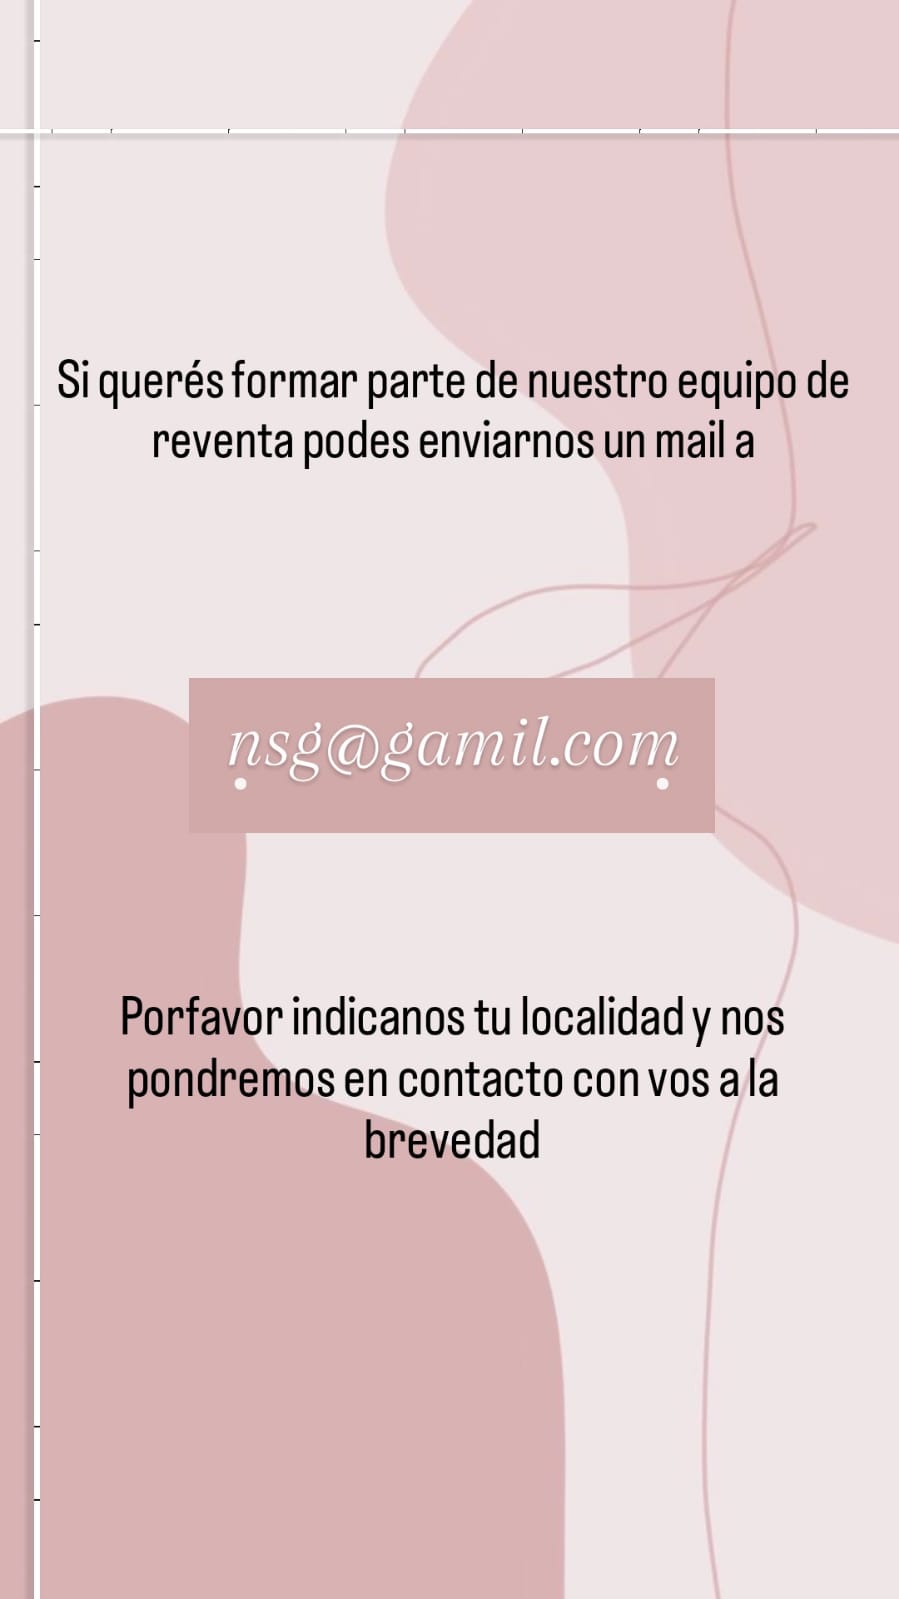 Si querés formar parte de nuestro equipo de
reventa podes enviarnos un mail a
nsg@gamil.com
Porfavor indicanos tu localidad y nos
pondremos en contacto con vos a la
brevedad